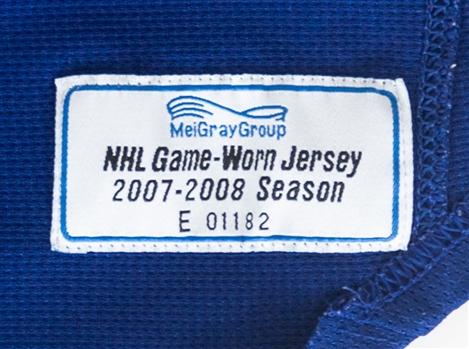 MeiGrayGroup
NHL Game-Worn Jersey
2007-2008 Season
E 01182